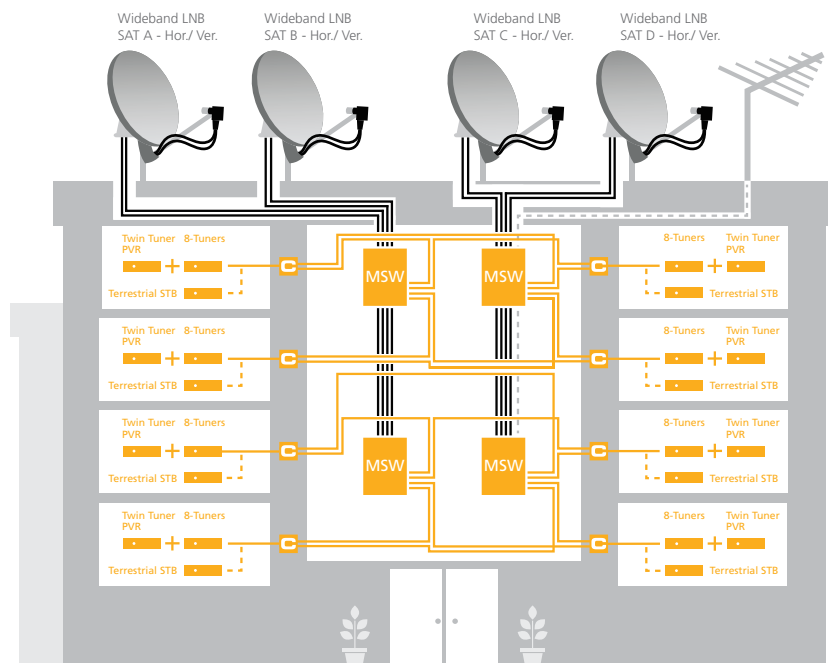 Wideband LNB
SAT A - Hor./ Ver.
Wideband LNB
SAT B - Hor./ Ver.
Wideband LNB
SAT C - Hor./ Ver.
Wideband LNB
SAT D - Hor./ Ver.
Twin Tuner
PVR
8-Tuners
Terrestrial STB
MSW
MSW
8-Tuners
Twin Tuner
PVR
Terrestrial STB
Twin Tuner
PVR
8-Tuners
Terrestrial STB
8-Tuners
Twin Tuner
PVR
Terrestrial STB
Twin Tuner
PVR
8-Tuners
Terrestrial STB
MSW
MSW
8-Tuners
Twin Tuner
PVR
Terrestrial STB
Twin Tuner
PVR
8-Tuners
Terrestrial STB
8-Tuners
Twin Tuner
PVR
Terrestrial STB